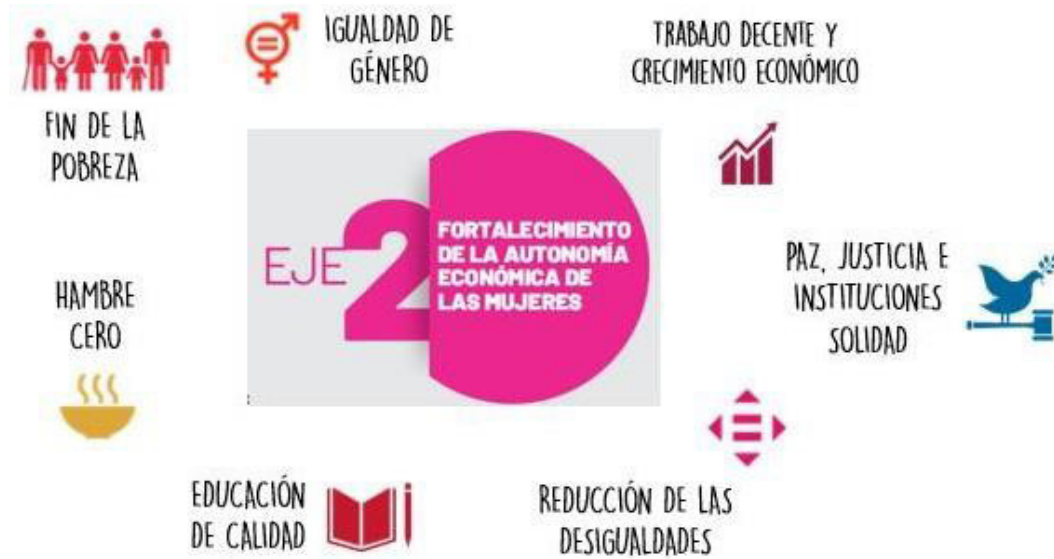 IGUALDAD DE
GÉNERO
TRABAJO DECENTE Y
CRECIMIENTO ECONÓMICO
FIN DE LA
POBREZA
EJE 2
FORTALECIMIENTO
DE LA AUTONOMÍA
ECONÓMICA DE
LAS MUJERES
PAZ, JUSTICIA E
INSTITUCIONES
SOLIDAD
HAMBRE
CERO
EDUCACIÓN
DE CALIDAD
REDUCCIÓN DE LAS
DESIGUALDADES